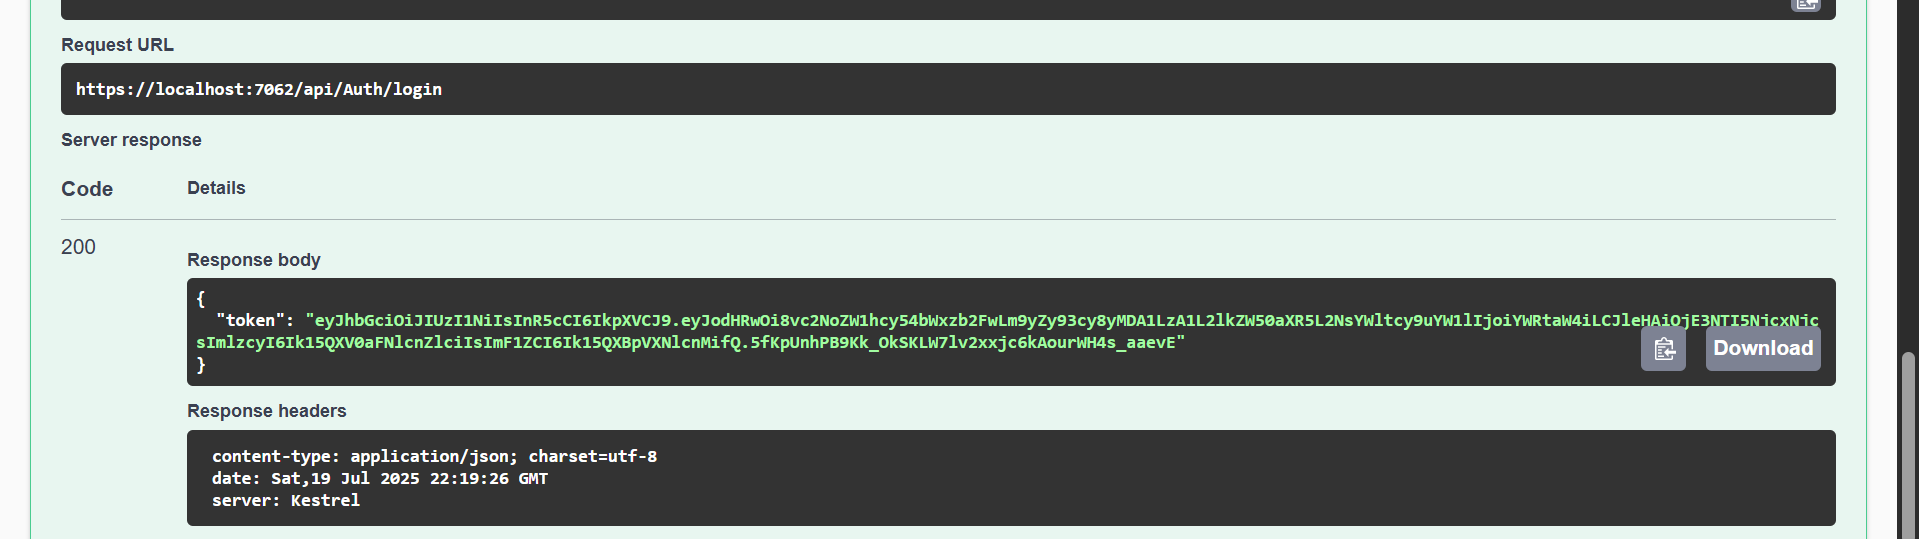 Request URL
https://localhost:7062/api/Auth/login
Server response
Code Details
200
Response body
{
"token": "eyJhbGciOiJIUzI1NiIsInR5cCI6IkpXVCJ9.eyJodHRwOi8vc2NoZW1hcy54bWxzb2FwLm9yZy93cy8yMDA1LzA1L2lkZW50aXR5L2NsYWltcy9uYW1lIjoiYWRtaW4iLCJleHAiOjE3NTI5NjcxNjc
sImlzcyI6Ik15QXV0aFNlcnZlciIsImF1ZCI6Ik15QXBpVXNlcnMifQ.5fKpUnhPB9Kk_OkSKLW7lv2xxjc6kAourWH4s_aaevE"
}
Download
Response headers
content-type: application/json; charset=utf-8
date: Sat,19 Jul 2025 22:19:26 GMT
server: Kestrel